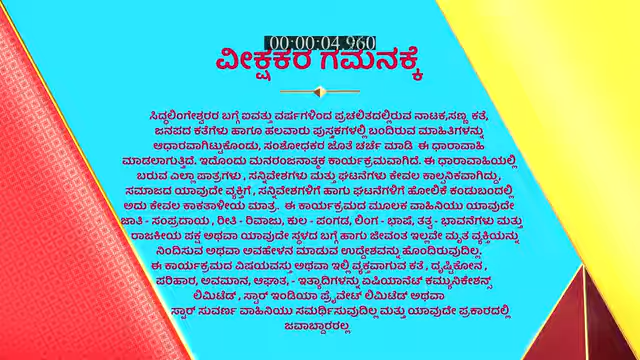 00:00:04.960
ವೀಕ್ಷಕರ ಗಮನಕ್ಕೆ
ಸಿದ್ಧಲಿಂಗೇಶ್ವರರ ಬಗ್ಗೆ ಐವತ್ತು ವರ್ಷಗಳಿಂದ ಪ್ರಚಲಿತದಲ್ಲಿರುವ ನಾಟಕ,ಸಣ್ಣ ಕತೆ,
ಜನಪದ ಕತೆಗಳು ಹಾಗೂ ಹಲವಾರು ಪುಸ್ತಕಗಳಲ್ಲಿ ಬಂದಿರುವ ಮಾಹಿತಿಗಳನ್ನು
ಆಧಾರವಾಗಿಟ್ಟುಕೊಂಡು, ಸಂಶೋಧಕರ ಜೊತೆ ಚರ್ಚೆ ಮಾಡಿ ಈ ಧಾರಾವಾಹಿ
ಮಾಡಲಾಗುತ್ತಿದೆ. ಇದೊಂದು ಮನರಂಜನಾತ್ಮಕ ಕಾರ್ಯಕ್ರಮವಾಗಿದೆ. ಈ ಧಾರಾವಾಹಿಯಲ್ಲಿ
ಬರುವ ಎಲ್ಲಾ ಪಾತ್ರಗಳು , ಸನ್ನಿವೇಶಗಳು ಮತ್ತು ಘಟನೆಗಳು ಕೇವಲ ಕಾಲ್ಪನಿಕವಾಗಿದ್ದು,
ಸಮಾಜದ ಯಾವುದೇ ವ್ಯಕ್ತಿಗೆ , ಸನ್ನಿವೇಶಗಳಿಗೆ ಹಾಗು ಘಟನೆಗಳಿಗೆ ಹೋಲಿಕೆ ಕಂಡುಬಂದಲ್ಲಿ
ಅದು ಕೇವಲ ಕಾಕತಾಳೀಯ ಮಾತ್ರ. ಈ ಕಾರ್ಯಕ್ರಮದ ಮೂಲಕ ವಾಹಿನಿಯು ಯಾವುದೇ
ಜಾತಿ - ಸಂಪ್ರದಾಯ , ರೀತಿ - ರಿವಾಜು, ಕುಲ - ಪಂಗಡ, ಲಿಂಗ - ಭಾಷೆ, ತತ್ವ - ಭಾವನೆಗಳು ಮತ್ತು
ರಾಜಕೀಯ ಪಕ್ಷ ಅಥವಾ ಯಾವುದೇ ಸ್ಥಳದ ಬಗ್ಗೆ ಹಾಗು ಜೀವಂತ ಇಲ್ಲವೇ ಮೃತ ವ್ಯಕ್ತಿಯನ್ನು
ನಿಂದಿಸುವ ಅಥವಾ ಅವಹೇಳನ ಮಾಡುವ ಉದ್ದೇಶವನ್ನು ಹೊಂದಿರುವುದಿಲ್ಲ.
ಈ ಕಾರ್ಯಕ್ರಮದ ವಿಷಯವಸ್ತು ಅಥವಾ ಇಲ್ಲಿ ವ್ಯಕ್ತವಾಗುವ ಕತೆ , ದೃಷ್ಟಿಕೋನ ,
ಪರಿಹಾರ, ಅವಮಾನ, ಆಘಾತ, - ಇತ್ಯಾದಿಗಳನ್ನು ಏಷಿಯಾನೆಟ್ ಕಮ್ಯುನಿಕೇಶನ್ಸ್
ಲಿಮಿಟೆಡ್ , ಸ್ಟಾರ್ ಇಂಡಿಯಾ ಪ್ರೈವೇಟ್ ಲಿಮಿಟೆಡ್ ಅಥವಾ
ಸ್ಟಾರ್ ಸುವರ್ಣ ವಾಹಿನಿಯು ಸಮರ್ಥಿಸುವುದಿಲ್ಲ ಮತ್ತು ಯಾವುದೇ ಪ್ರಕಾರದಲ್ಲಿ
ಜವಾಬ್ದಾರರಲ್ಲ